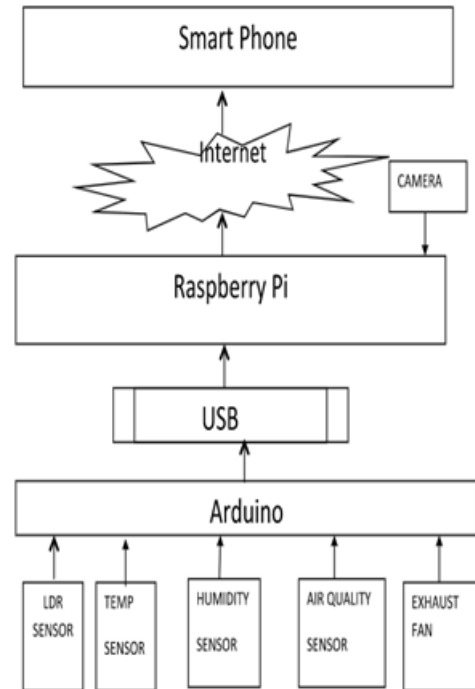 Smart Phone
Internet
CAMERA
Raspberry Pi
USB
Arduino
LDR
SENSOR
TEMP
SENSOR
HUMIDITY
SENSOR
AIR QUALITY
SENSOR
EXHAUST
FAN